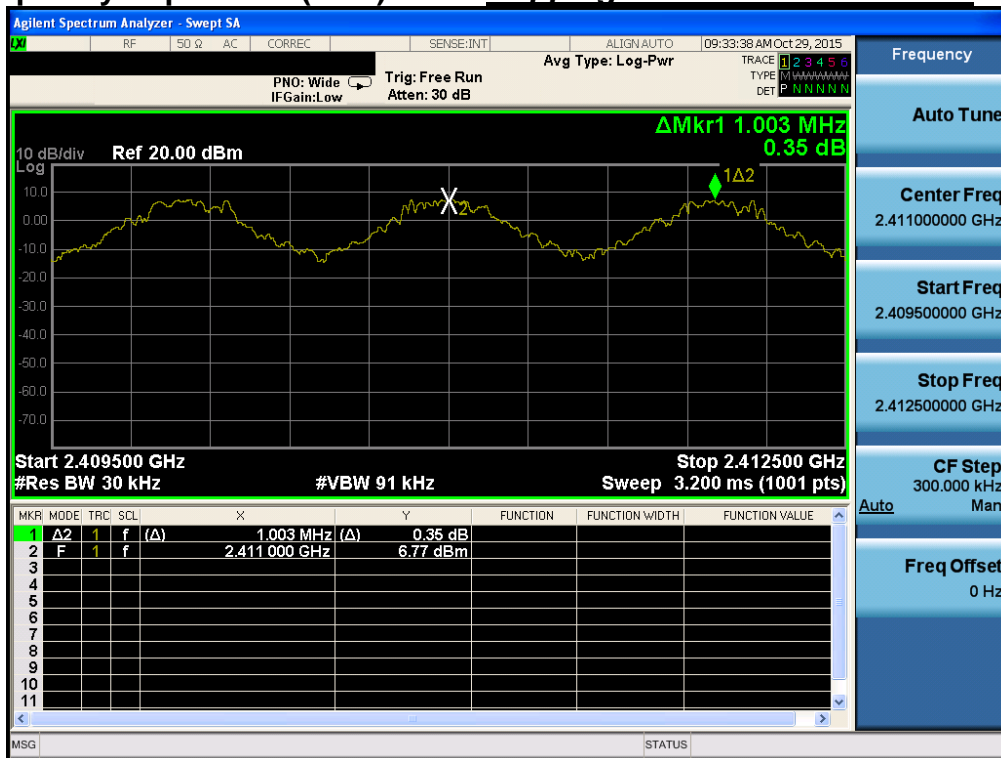 Agilent Spectrum Analyzer - Swept SA
LXI RF 50 Ω AC CORREC SENSE:INT ALIGN AUTO 09:33:38 AM Oct 29, 2015
PNO: Wide Trig: Free Run Avg Type: Log-Pwr TRACE 1 2 3 4 5 6
IFGain:Low Atten: 30 dB TYPE M WWWWW
DET P N N N N N
ΔMkr1 1.003 MHz
0.35 dB
10 dB/div Ref 20.00 dBm
Log
1Δ2
X2
10.0
0.00
-10.0
-20.0
-30.0
-40.0
-50.0
-60.0
-70.0
Start 2.409500 GHz Stop 2.412500 GHz
#Res BW 30 kHz #VBW 91 kHz Sweep 3.200 ms (1001 pts)
MKR MODE TRC SCL X Y FUNCTION FUNCTION WIDTH FUNCTION VALUE
1 Δ2 1 f (Δ) 1.003 MHz (Δ) 0.35 dB
2 F 1 f 2.411 000 GHz 6.77 dBm
3
4
5
6
7
8
9
10
11
MSG STATUS
Frequency
Auto Tune
Center Freq
2.411000000 GHz
Start Freq
2.409500000 GHz
Stop Freq
2.412500000 GHz
CF Step
300.000 kHz
Auto Man
Freq Offset
0 Hz